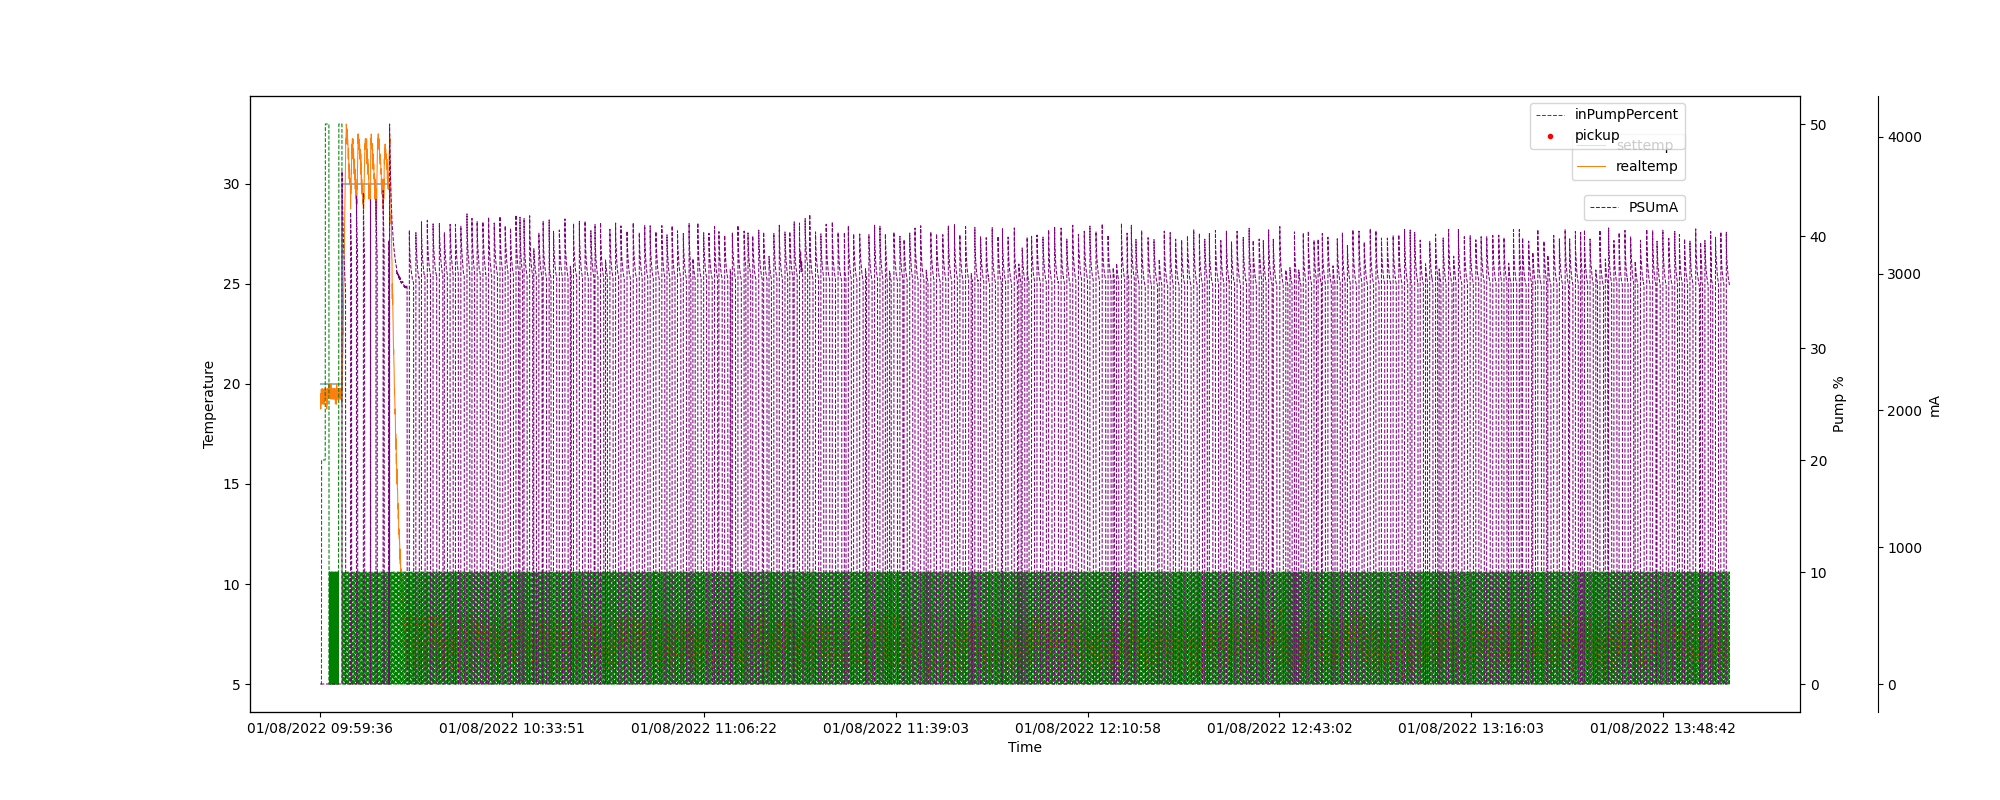 inPumpPercent
pickup
settemp
realtemp
PSUmA
30
25
20
15
10
5
Temperature
50
40
30
20
10
0
Pump %
4000
3000
2000
1000
0
mA
01/08/2022 09:59:36
01/08/2022 10:33:51
01/08/2022 11:06:22
01/08/2022 11:39:03
01/08/2022 12:10:58
01/08/2022 12:43:02
01/08/2022 13:16:03
01/08/2022 13:48:42
Time